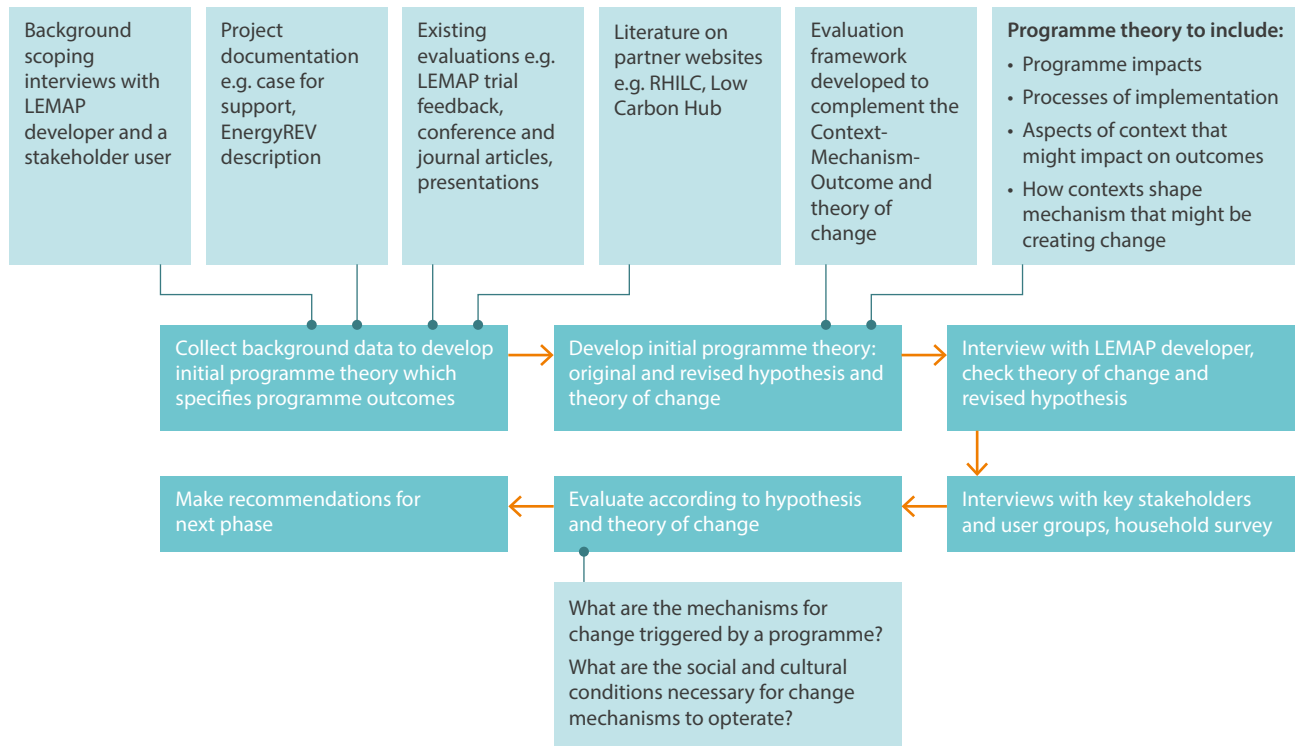 Background
scoping
interviews with
LEMAP
developer and a
stakeholder user
Project
documentation
e.g. case for
support,
EnergyREV
description
Existing
evaluations e.g.
LEMAP trial
feedback,
conference and
journal articles,
presentations
Literature on
partner websites
e.g. RHILC, Low
Carbon Hub
Evaluation
framework
developed to
complement the
Context-
Mechanism-
Outcome and
theory of
change
Programme theory to include:
• Programme impacts
• Processes of implementation
• Aspects of context that
might impact on outcomes
• How contexts shape
mechanism that might be
creating change
Collect background data to develop
initial programme theory which
specifies programme outcomes
Develop initial programme theory:
original and revised hypothesis and
theory of change
Interview with LEMAP developer,
check theory of change and
revised hypothesis
Interviews with key stakeholders
and user groups, household survey
Evaluate according to hypothesis
and theory of change
Make recommendations for
next phase
What are the mechanisms for
change triggered by a programme?
What are the social and cultural
conditions necessary for change
mechanisms to opterate?